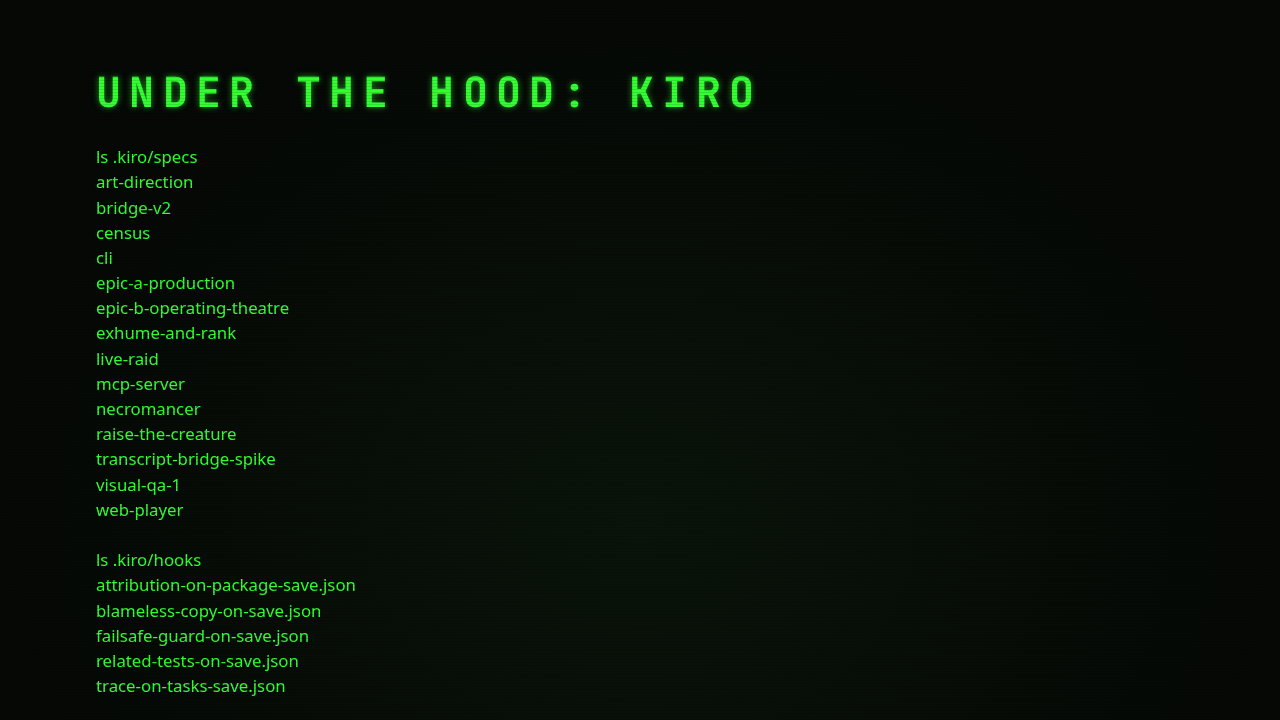 UNDER THE HOOD: KIRO
ls .kiro/specs
art-direction
bridge-v2
census
cli
epic-a-production
epic-b-operating-theatre
exhume-and-rank
live-raid
mcp-server
necromancer
raise-the-creature
transcript-bridge-spike
visual-qa-1
web-player
ls .kiro/hooks
attribution-on-package-save.json
blameless-copy-on-save.json
failsafe-guard-on-save.json
related-tests-on-save.json
trace-on-tasks-save.json